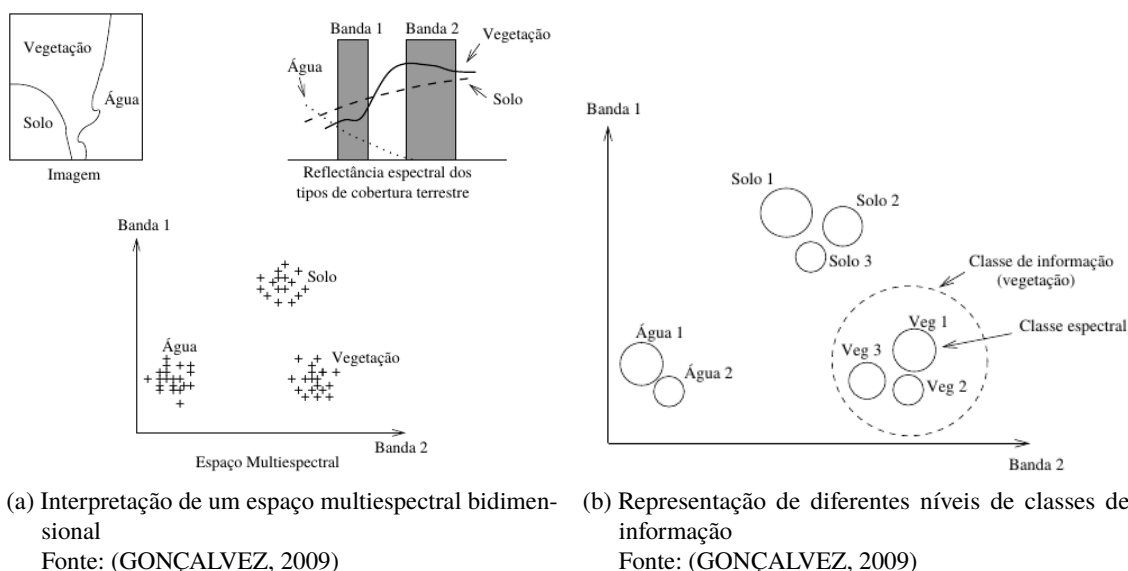 Vegetação
Água
Solo
Imagem
Banda 1
Banda 2
Vegetação
Água
Solo
Reflectância espectral dos
tipos de cobertura terrestre
Banda 1
Solo
Água
Vegetação
Banda 2
Espaço Multiespectral
(a) Interpretação de um espaço multiespectral bidimen-
sional
Fonte: (GONÇALVEZ, 2009)
Banda 1
Solo 1
Solo 2
Solo 3
Classe de informação
(vegetação)
Veg 1
Classe espectral
Água 1
Veg 3
Água 2
Veg 2
Banda 2
(b) Representação de diferentes níveis de classes de
informação
Fonte: (GONÇALVEZ, 2009)